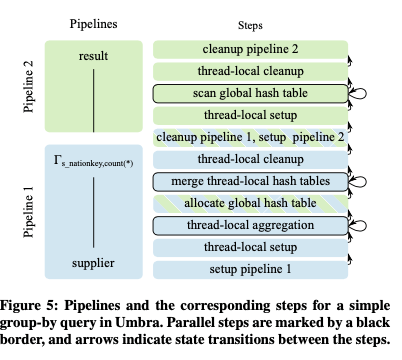 Pipelines
Steps
Pipeline 2
result
cleanup pipeline 2
thread-local cleanup
scan global hash table
thread-local setup
cleanup pipeline 1, setup pipeline 2
Pipeline 1
Γs_nationkey,count(*)
supplier
thread-local cleanup
merge thread-local hash tables
allocate global hash table
thread-local aggregation
thread-local setup
setup pipeline 1
Figure 5: Pipelines and the corresponding steps for a simple
group-by query in Umbra. Parallel steps are marked by a black
border, and arrows indicate state transitions between the steps.